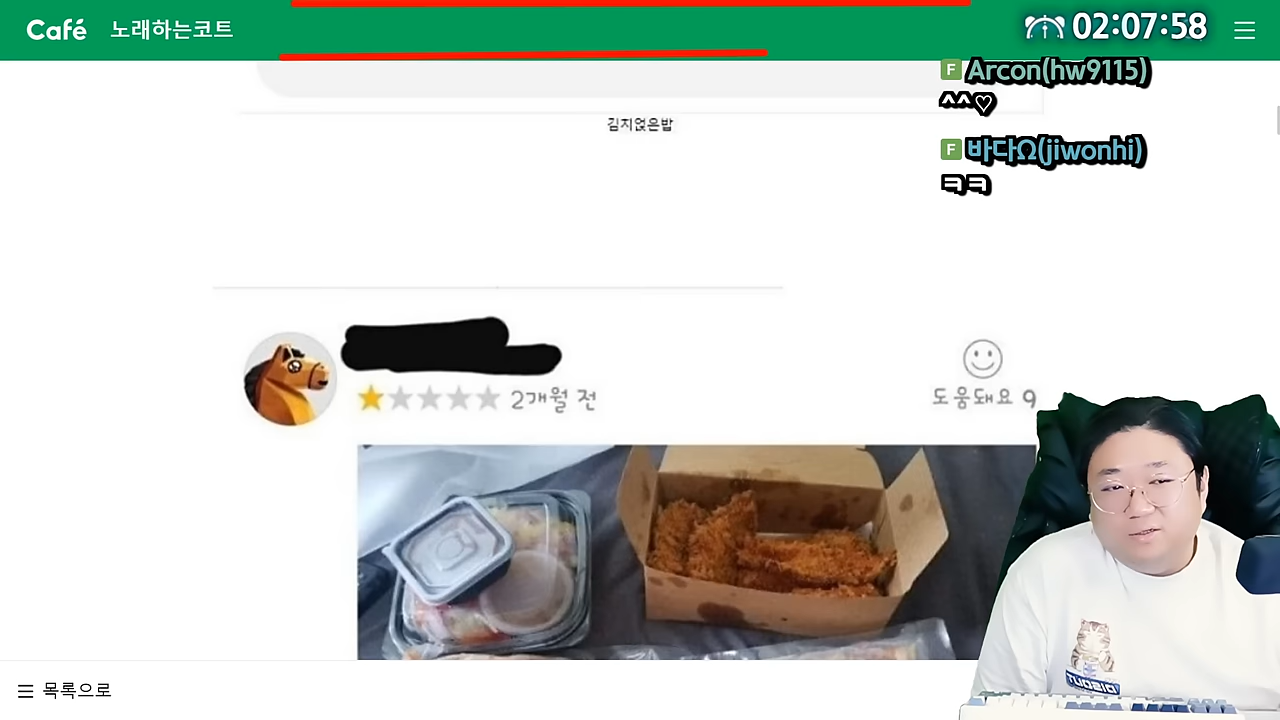 Café 노래하는코트
02:07:58
F Arcon(hw9115)
^^♡
F 바다Ω(jiwonhi)
ㅋㅋ
김치얹은밥
2개월 전
도움돼요 9
목록으로